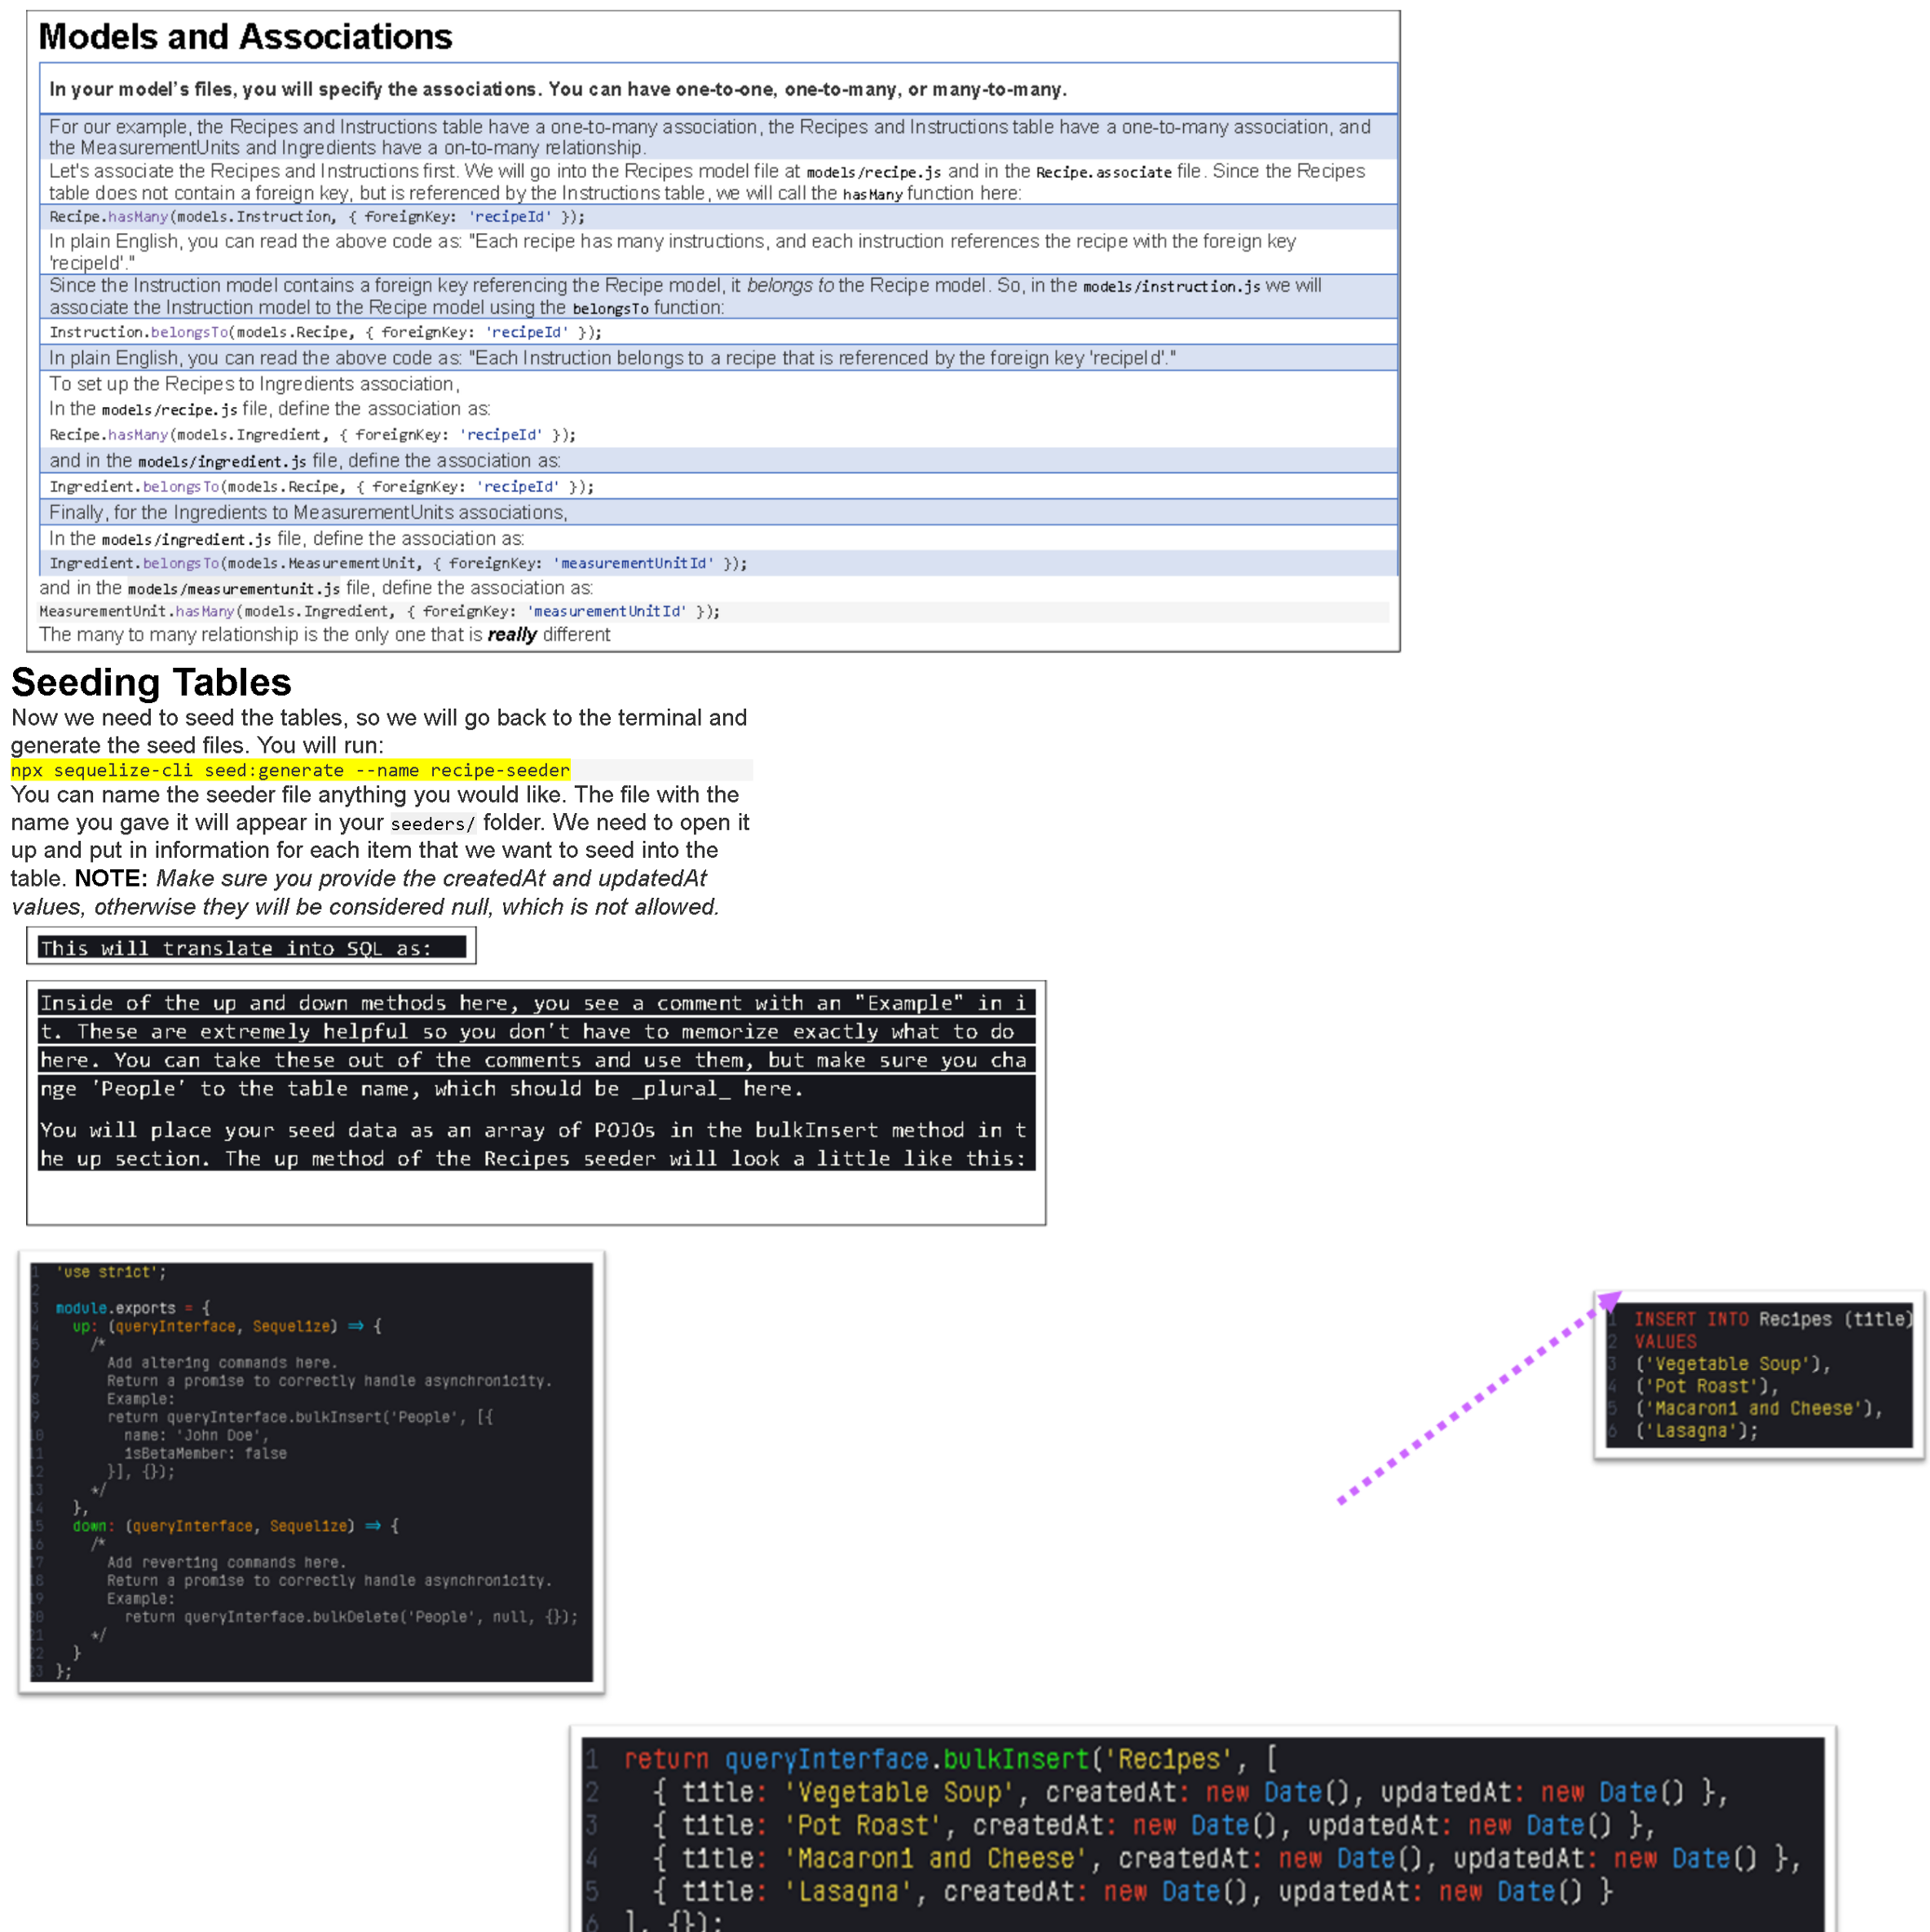 Models and Associations
In your model's files, you will specify the associations. You can have one-to-one, one-to-many, or many-to-many.
For our example, the Recipes and Instructions table have a one-to-many association, the Recipes and Instructions table have a one-to-many association, and
the MeasurementUnits and Ingredients have a on-to-many relationship.
Let's associate the Recipes and Instructions first. We will go into the Recipes model file at models/recipe.js and in the Recipe.associate file. Since the Recipes
table does not contain a foreign key, but is referenced by the Instructions table, we will call the hasMany function here:
Recipe.hasMany(models.Instruction, { foreignKey: 'recipeId' });
In plain English, you can read the above code as: "Each recipe has many instructions, and each instruction references the recipe with the foreign key
'recipeId'."
Since the Instruction model contains a foreign key referencing the Recipe model, it belongs to the Recipe model. So, in the models/instruction.js we will
associate the Instruction model to the Recipe model using the belongsTo function:
Instruction.belongsTo(models.Recipe, { foreignKey: 'recipeId' });
In plain English, you can read the above code as: "Each Instruction belongs to a recipe that is referenced by the foreign key 'recipeId'."
To set up the Recipes to Ingredients association,
In the models/recipe.js file, define the association as:
Recipe.hasMany(models.Ingredient, { foreignKey: 'recipeId' });
and in the models/ingredient.js file, define the association as:
Ingredient.belongsTo(models.Recipe, { foreignKey: 'recipeId' });
Finally, for the Ingredients to MeasurementUnits associations,
In the models/ingredient.js file, define the association as:
Ingredient.belongsTo(models.MeasurementUnit, { foreignKey: 'measurementUnitId' });
and in the models/measurementunit.js file, define the association as:
MeasurementUnit.hasMany(models.Ingredient, { foreignKey: 'measurementUnitId' });
The many to many relationship is the only one that is really different
Seeding Tables
Now we need to seed the tables, so we will go back to the terminal and
generate the seed files. You will run:
npx sequelize-cli seed:generate --name recipe-seeder
You can name the seeder file anything you would like. The file with the
name you gave it will appear in your seeders/ folder. We need to open it
up and put in information for each item that we want to seed into the
table. NOTE: Make sure you provide the createdAt and updatedAt
values, otherwise they will be considered null, which is not allowed.
This will translate into SQL as:
Inside of the up and down methods here, you see a comment with an "Example" in i
t. These are extremely helpful so you don't have to memorize exactly what to do
here. You can take these out of the comments and use them, but make sure you cha
nge 'People' to the table name, which should be _plural_ here.
You will place your seed data as an array of POJOs in the bulkInsert method in t
he up section. The up method of the Recipes seeder will look a little like this:
1 'use strict';
2
3 module.exports = {
4 up: (queryInterface, Sequelize) => {
5 /*
6 Add altering commands here.
7 Return a promise to correctly handle asynchronicity.
8 Example:
9 return queryInterface.bulkInsert('People', [{
10 name: 'John Doe',
11 isBetaMember: false
12 }], {});
13 */
14 },
15 down: (queryInterface, Sequelize) => {
16 /*
17 Add reverting commands here.
18 Return a promise to correctly handle asynchronicity.
19 Example:
20 return queryInterface.bulkDelete('People', null, {});
21 */
22 }
23 };
1 INSERT INTO Recipes (title)
2 VALUES
3 ('Vegetable Soup'),
4 ('Pot Roast'),
5 ('Macaroni and Cheese'),
6 ('Lasagna');
1 return queryInterface.bulkInsert('Recipes', [
2 { title: 'Vegetable Soup', createdAt: new Date(), updatedAt: new Date() },
3 { title: 'Pot Roast', createdAt: new Date(), updatedAt: new Date() },
4 { title: 'Macaroni and Cheese', createdAt: new Date(), updatedAt: new Date() },
5 { title: 'Lasagna', createdAt: new Date(), updatedAt: new Date() }
6 ], {});